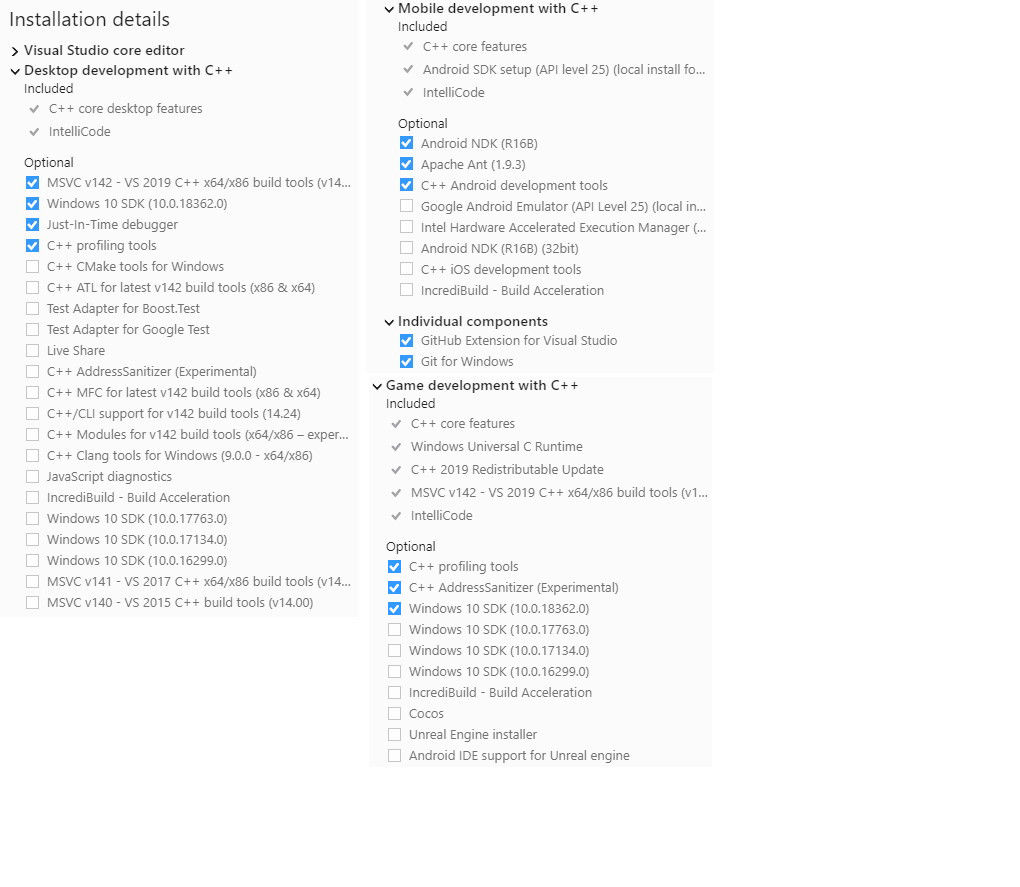 Installation details
Visual Studio core editor
Desktop development with C++
Included
C++ core desktop features
IntelliCode
Optional
MSVC v142 - VS 2019 C++ x64/x86 build tools (v14...
Windows 10 SDK (10.0.18362.0)
Just-In-Time debugger
C++ profiling tools
C++ CMake tools for Windows
C++ ATL for latest v142 build tools (x86 & x64)
Test Adapter for Boost.Test
Test Adapter for Google Test
Live Share
C++ AddressSanitizer (Experimental)
C++ MFC for latest v142 build tools (x86 & x64)
C++/CLI support for v142 build tools (14.24)
C++ Modules for v142 build tools (x64/x86 – exper...
C++ Clang tools for Windows (9.0.0 - x64/x86)
JavaScript diagnostics
IncrediBuild - Build Acceleration
Windows 10 SDK (10.0.17763.0)
Windows 10 SDK (10.0.17134.0)
Windows 10 SDK (10.0.16299.0)
MSVC v141 - VS 2017 C++ x64/x86 build tools (v14...
MSVC v140 - VS 2015 C++ build tools (v14.00)
Mobile development with C++
Included
C++ core features
Android SDK setup (API level 25) (local install fo...
IntelliCode
Optional
Android NDK (R16B)
Apache Ant (1.9.3)
C++ Android development tools
Google Android Emulator (API Level 25) (local in...
Intel Hardware Accelerated Execution Manager (...
Android NDK (R16B) (32bit)
C++ iOS development tools
IncrediBuild - Build Acceleration
Individual components
GitHub Extension for Visual Studio
Git for Windows
Game development with C++
Included
C++ core features
Windows Universal C Runtime
C++ 2019 Redistributable Update
MSVC v142 - VS 2019 C++ x64/x86 build tools (v1...
IntelliCode
Optional
C++ profiling tools
C++ AddressSanitizer (Experimental)
Windows 10 SDK (10.0.18362.0)
Windows 10 SDK (10.0.17763.0)
Windows 10 SDK (10.0.17134.0)
Windows 10 SDK (10.0.16299.0)
IncrediBuild - Build Acceleration
Cocos
Unreal Engine installer
Android IDE support for Unreal engine